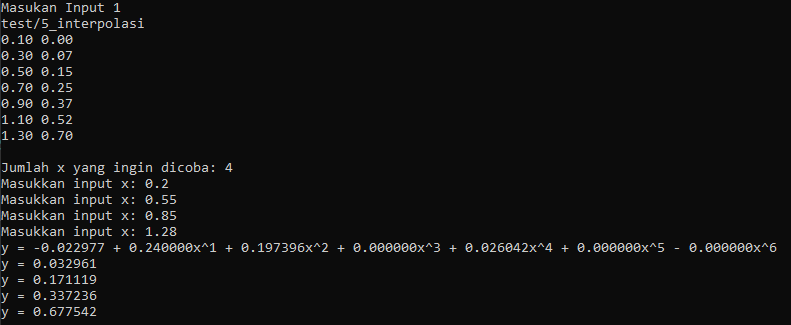 Masukan Input 1
test/5_interpolasi
0.10 0.00
0.30 0.07
0.50 0.15
0.70 0.25
0.90 0.37
1.10 0.52
1.30 0.70
Jumlah x yang ingin dicoba: 4
Masukkan input x: 0.2
Masukkan input x: 0.55
Masukkan input x: 0.85
Masukkan input x: 1.28
y = -0.022977 + 0.240000x^1 + 0.197396x^2 + 0.000000x^3 + 0.026042x^4 + 0.000000x^5 - 0.000000x^6
y = 0.032961
y = 0.171119
y = 0.337236
y = 0.677542